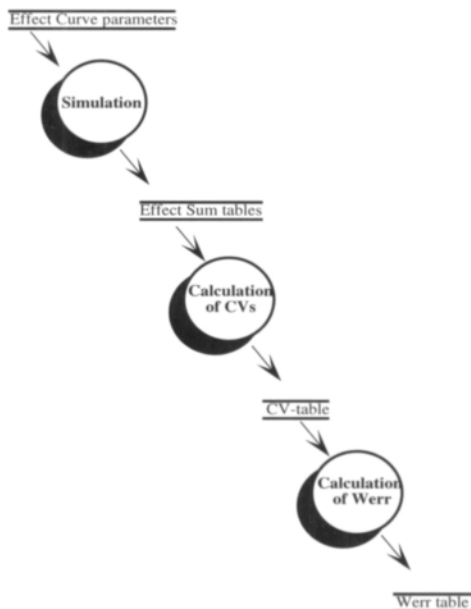 Effect Curve parameters
Simulation
Effect Sum tables
Calculation
of CVs
CV-table
Calculation
of Werr
Werr table